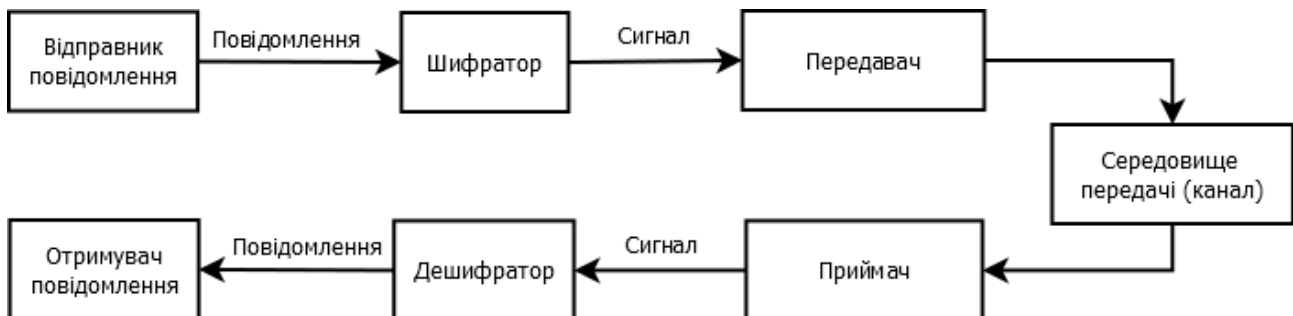 Відправник
повідомлення
Повідомлення
Шифратор
Сигнал
Передавач
Середовище
передачі (канал)
Приймач
Сигнал
Дешифратор
Повідомлення
Отримувач
повідомлення